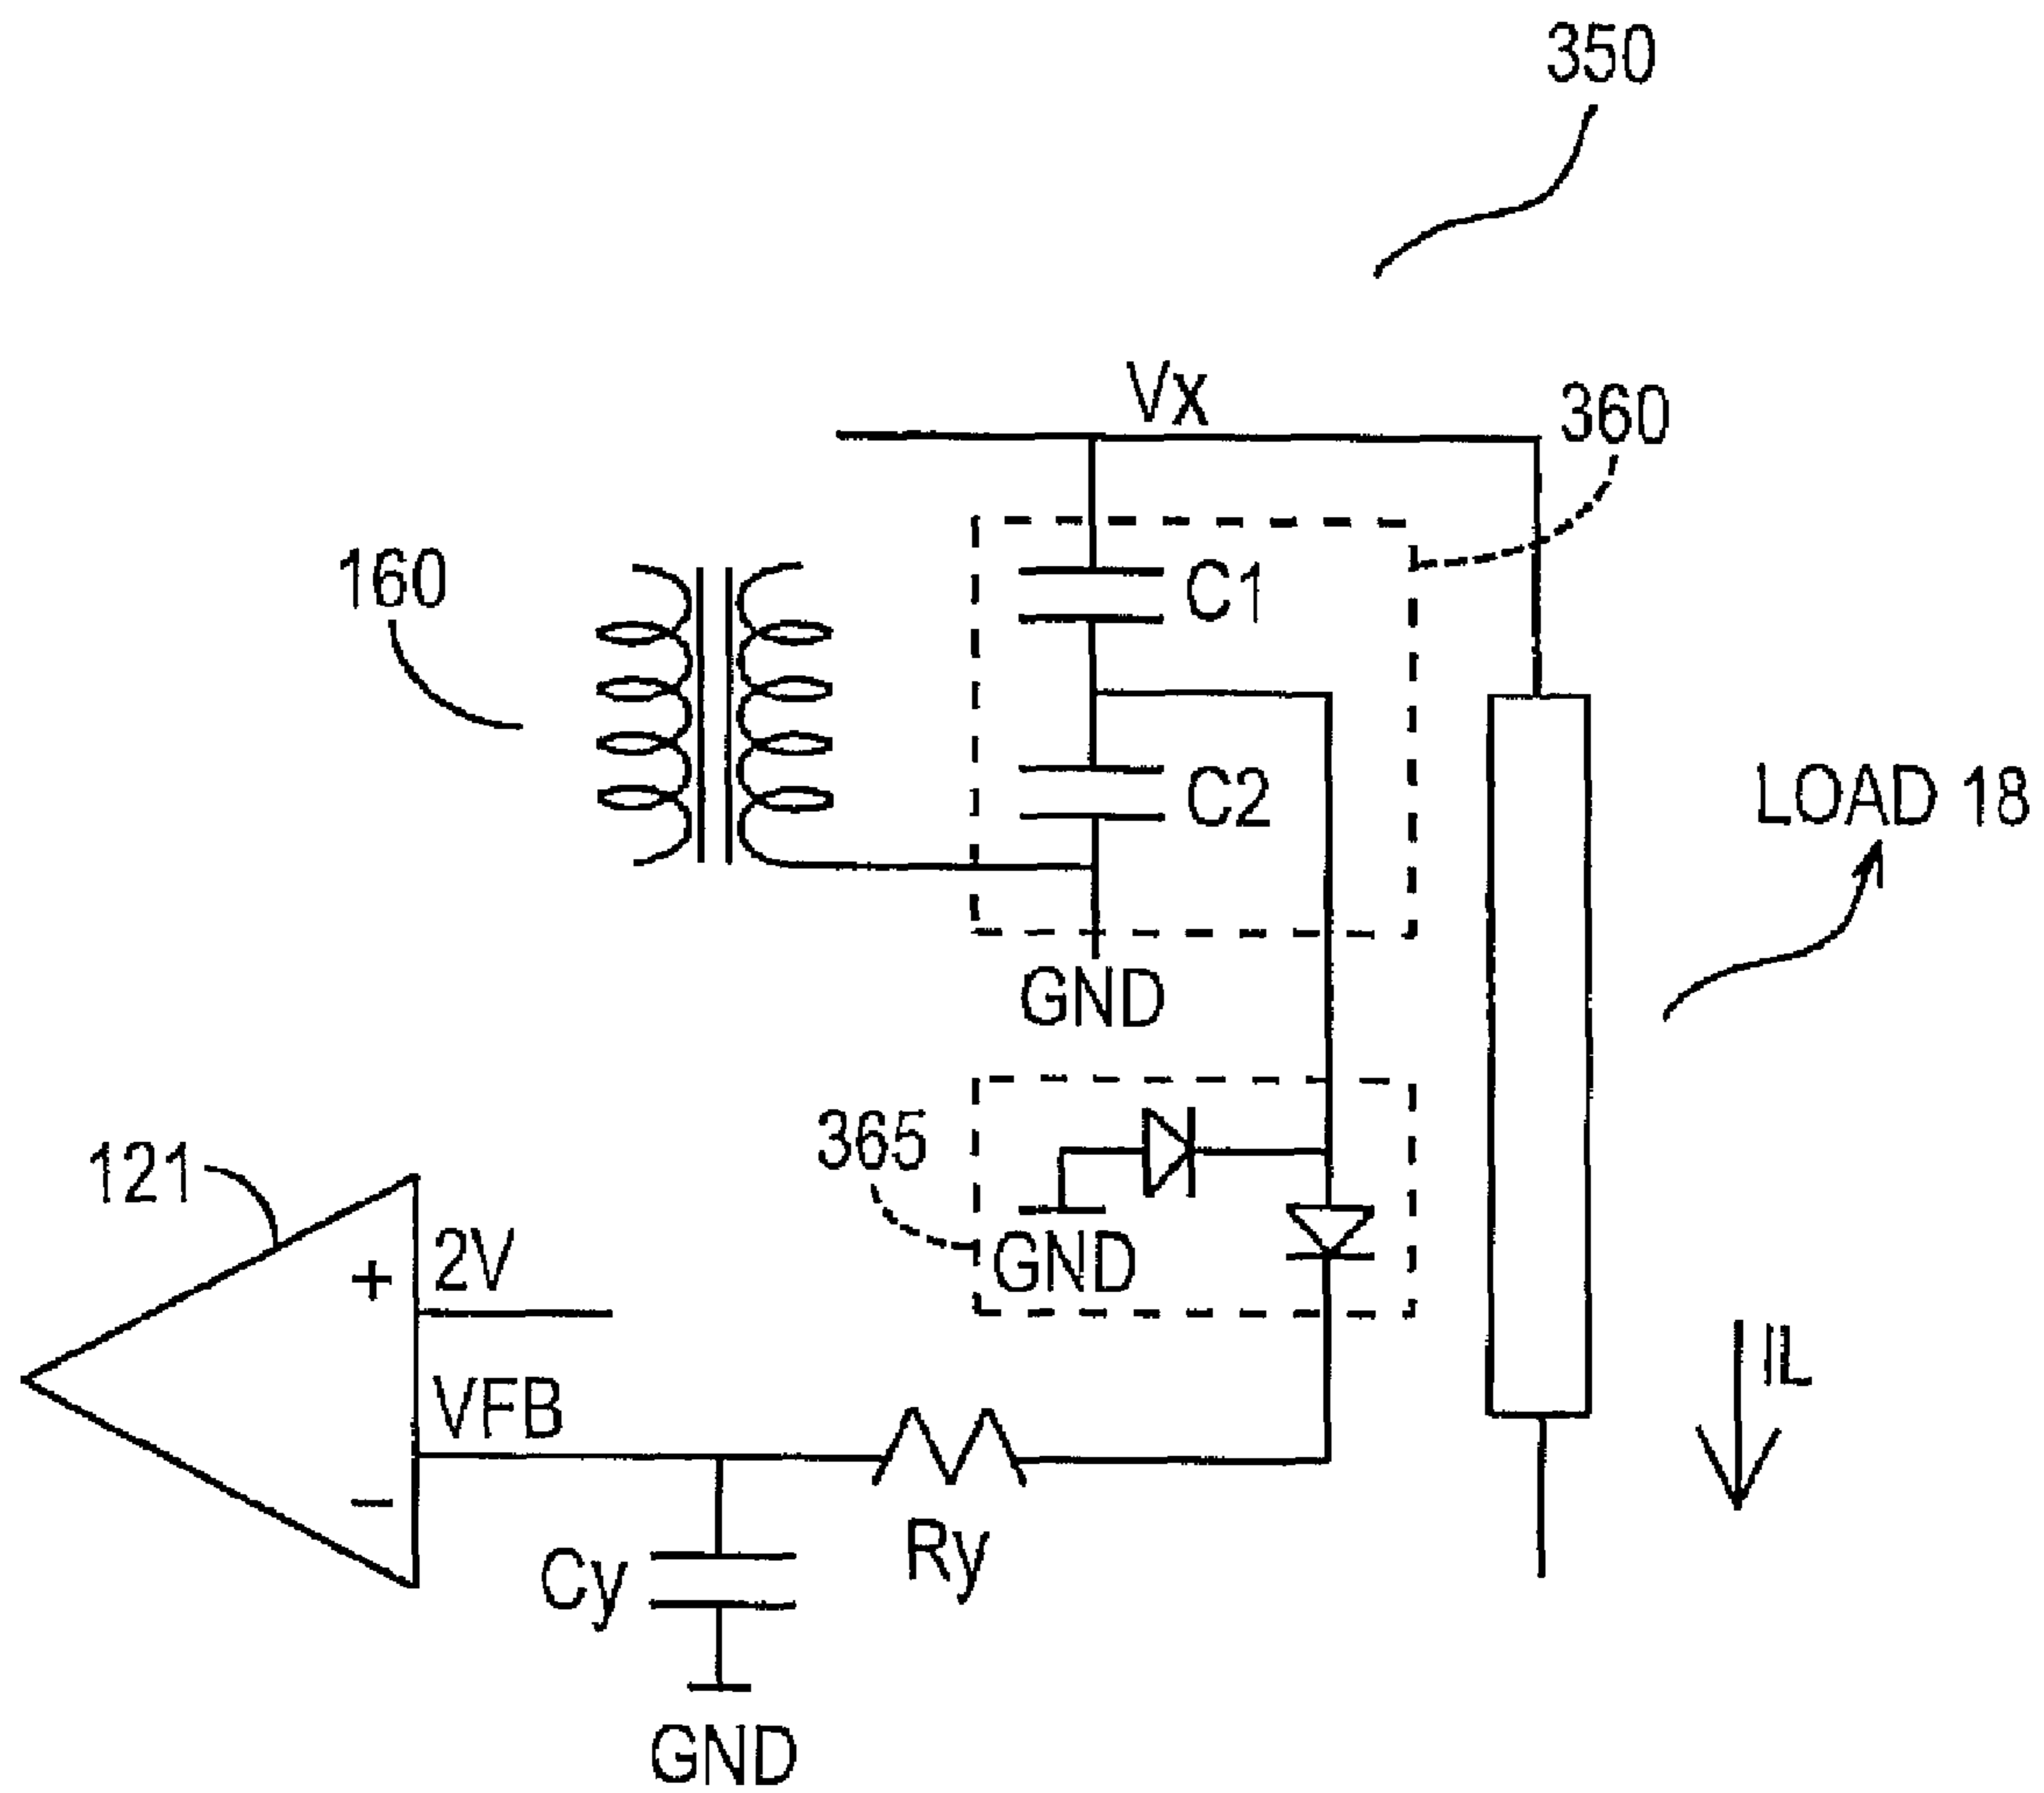 350
Vx
360
160
C1
C2
LOAD 18
GND
365
121
+
2V
GND
IL
VFB
−
Ry
Cy
GND